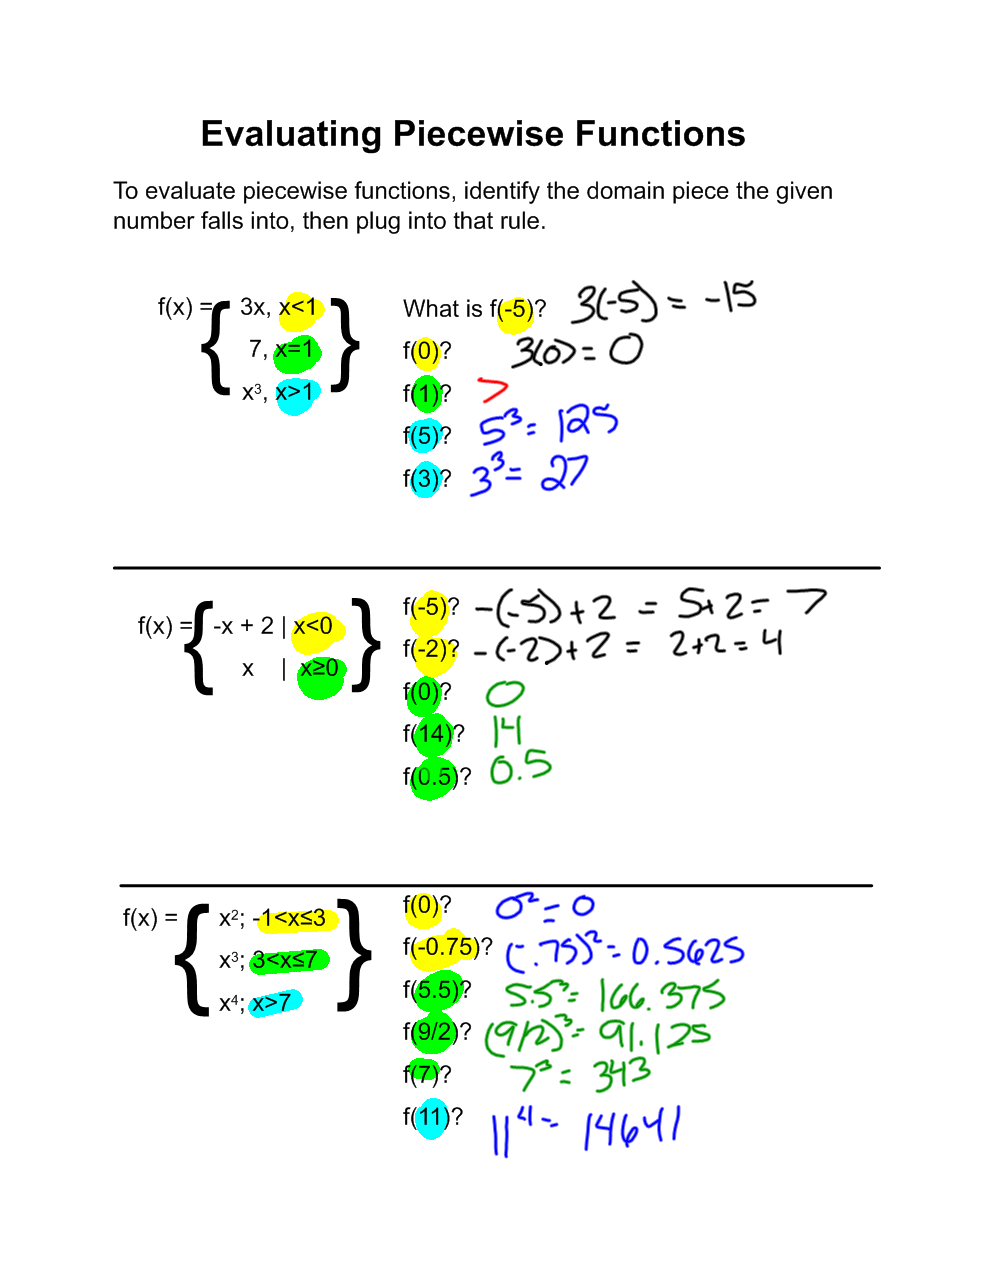 Evaluating Piecewise Functions
To evaluate piecewise functions, identify the domain piece the given
number falls into, then plug into that rule.
f(x) = { 3x, x<1 }
7, x=1
x³, x>1
What is f(-5)? 3(-5) = -15
f(0)? 3(0) = 0
f(1)? 7
f(5)? 5³ = 125
f(3)? 3³ = 27
f(x) = { -x + 2 | x<0 }
x | x≥0
f(-5)? -(-5)+2 = 5+2 = 7
f(-2)? -(-2)+2 = 2+2 = 4
f(0)? 0
f(14)? 14
f(0.5)? 0.5
f(x) = { x²; -1<x≤3 }
x³; 3<x≤7
x⁴; x>7
f(0)? 0² = 0
f(-0.75)? (-.75)² = 0.5625
f(5.5)? 5.5³ = 166.375
f(9/2)? (9/2)³ = 91.125
f(7)? 7³ = 343
f(11)? 11⁴ = 14641